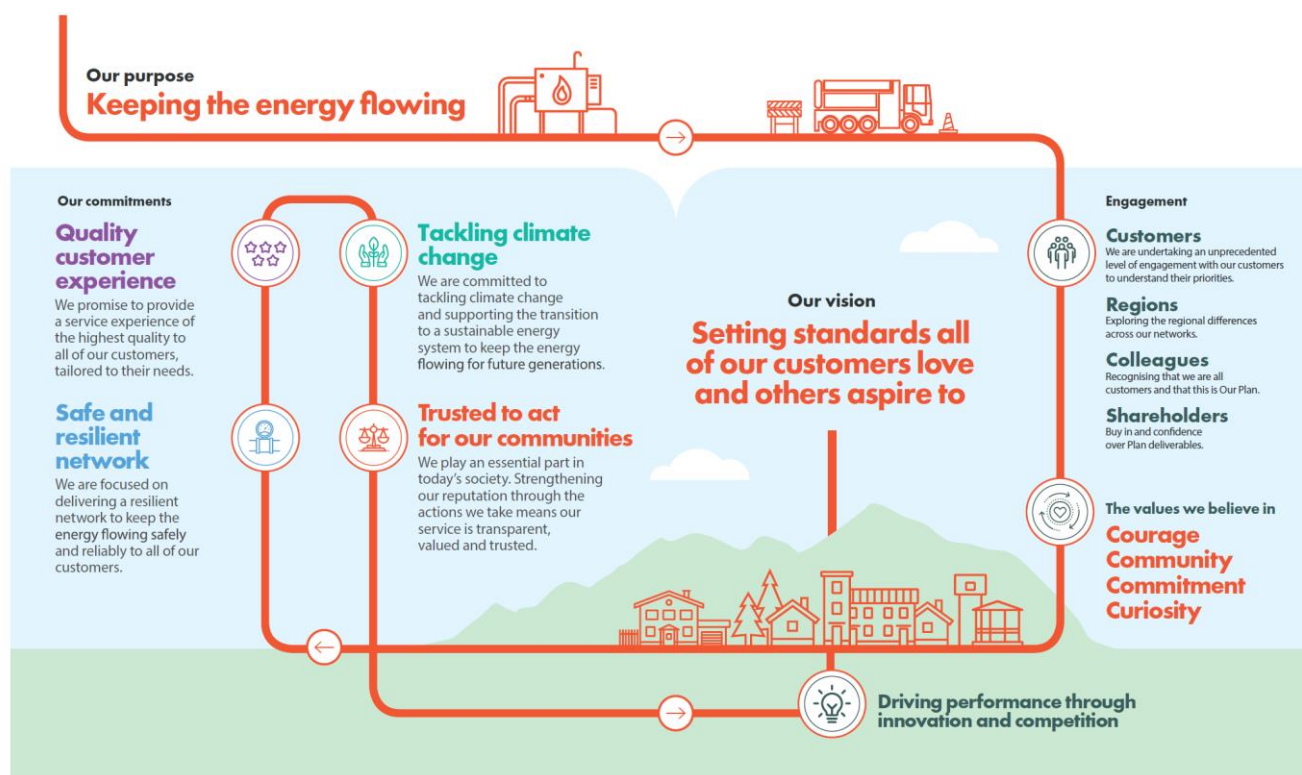 Our purpose
Keeping the energy flowing
Our commitments
Quality
customer
experience
We promise to provide
a service experience of
the highest quality to
all of our customers,
tailored to their needs.
Safe and
resilient
network
We are focused on
delivering a resilient
network to keep the
energy flowing safely
and reliably to all of our
customers.
Tackling climate
change
We are committed to
tackling climate change
and supporting the transition
to a sustainable energy
system to keep the energy
flowing for future generations.
Trusted to act
for our communities
We play an essential part in
today's society. Strengthening
our reputation through the
actions we take means our
service is transparent,
valued and trusted.
Our vision
Setting standards all
of our customers love
and others aspire to
Engagement
Customers
We are undertaking an unprecedented
level of engagement with our customers
to understand their priorities.
Regions
Exploring the regional differences
across our networks.
Colleagues
Recognising that we are all
customers and that this is Our Plan.
Shareholders
Buy in and confidence
over Plan deliverables.
The values we believe in
Courage
Community
Commitment
Curiosity
Driving performance through
innovation and competition